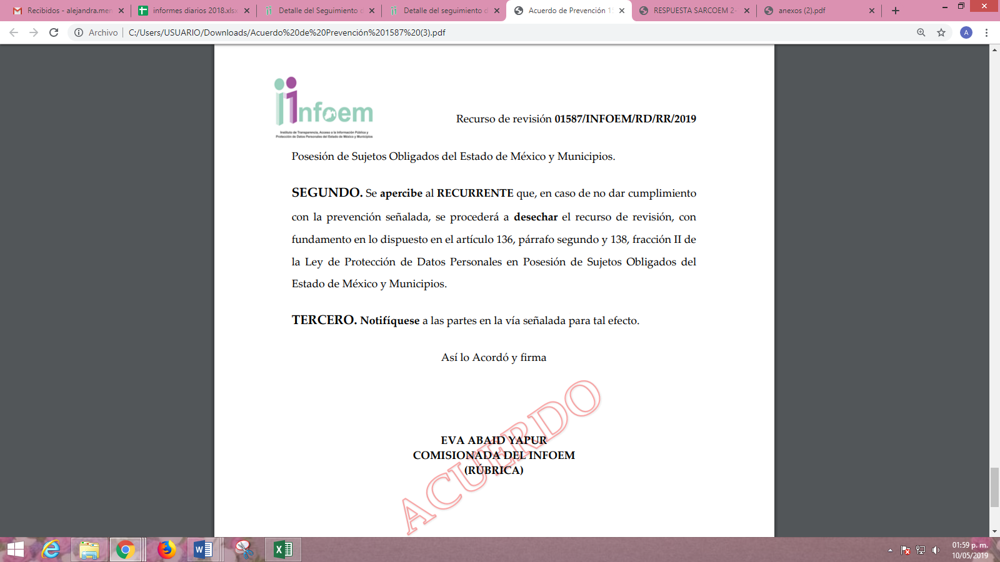 Recibidos - alejandra.men
informes diarios 2018.xlsx
Detalle del Seguimiento d
Detalle del seguimiento d
Acuerdo de Prevención 15
RESPUESTA SARCOEM 2-
anexos (2).pdf
Archivo
C:/Users/USUARIO/Downloads/Acuerdo%20de%20Prevención%201587%20(3).pdf
A
infoem
Instituto de Transparencia, Acceso a la Información Pública y
Protección de Datos Personales del Estado de México y Municipios
Recurso de revisión 01587/INFOEM/RD/RR/2019
Posesión de Sujetos Obligados del Estado de México y Municipios.
SEGUNDO. Se apercibe al RECURRENTE que, en caso de no dar cumplimiento
con la prevención señalada, se procederá a desechar el recurso de revisión, con
fundamento en lo dispuesto en el artículo 136, párrafo segundo y 138, fracción II de
la Ley de Protección de Datos Personales en Posesión de Sujetos Obligados del
Estado de México y Municipios.
TERCERO. Notifíquese a las partes en la vía señalada para tal efecto.
Así lo Acordó y firma
EVA ABAID YAPUR
COMISIONADA DEL INFOEM
(RÚBRICA)
ACUERDO
01:59 p. m.
10/05/2019